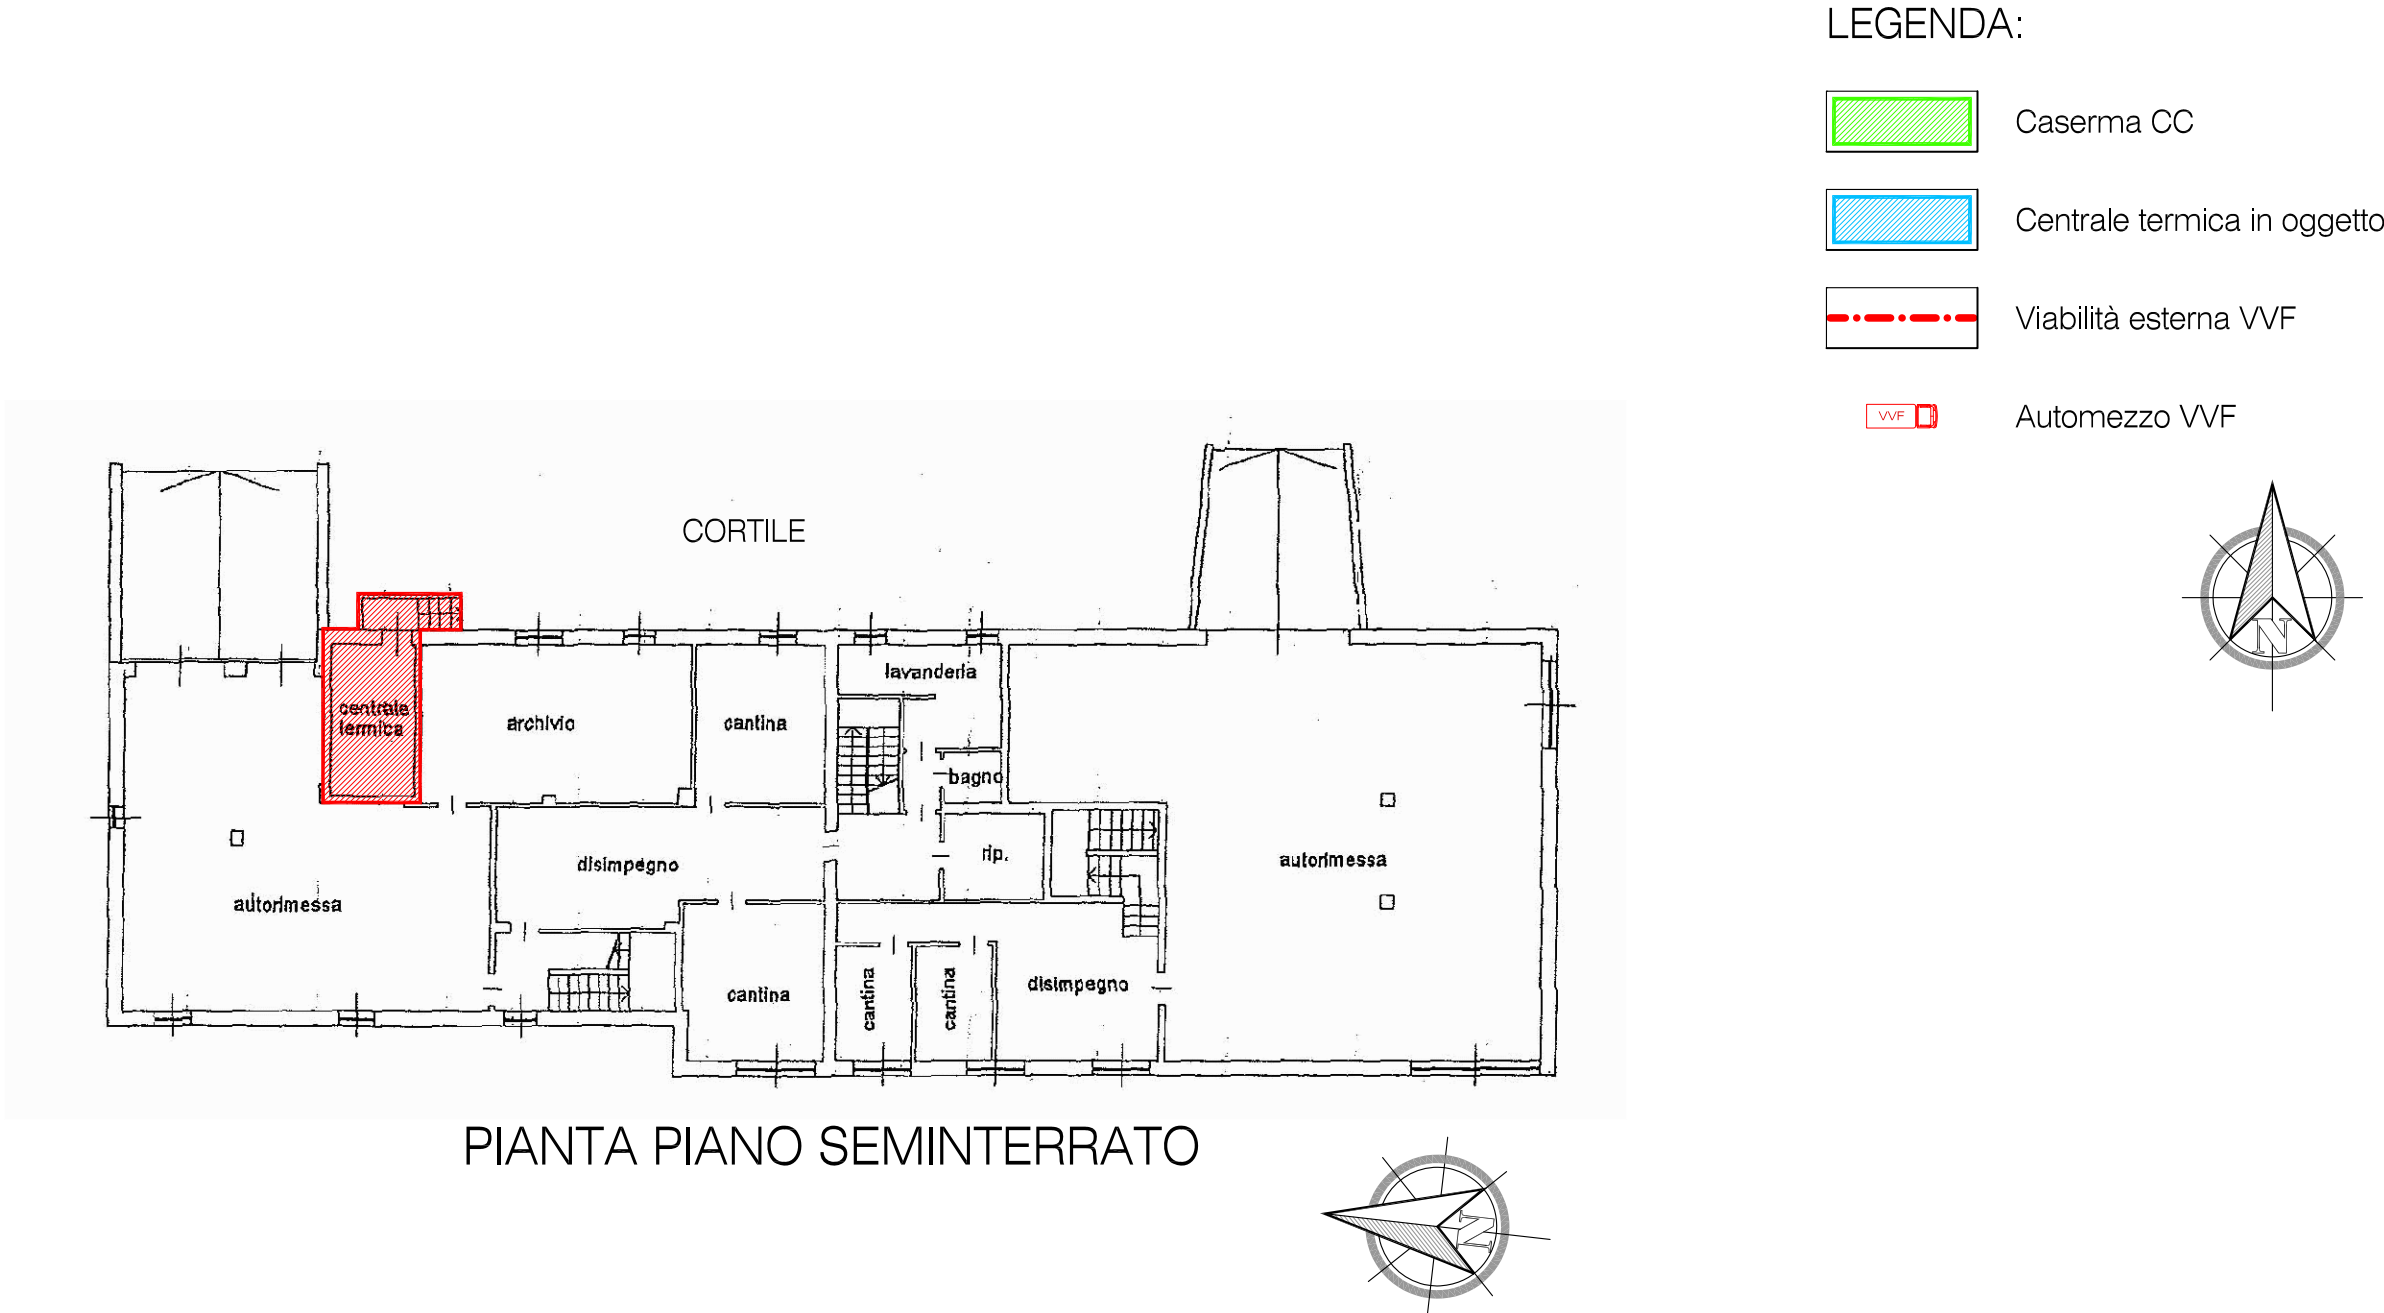 LEGENDA:
Caserma CC
Centrale termica in oggetto
Viabilità esterna VVF
VVF
Automezzo VVF
N
CORTILE
lavanderia
centrale
termica
archivio
cantina
bagno
rip.
disimpegno
autorimessa
autorimessa
cantina
cantina
cantina
disimpegno
PIANTA PIANO SEMINTERRATO
N